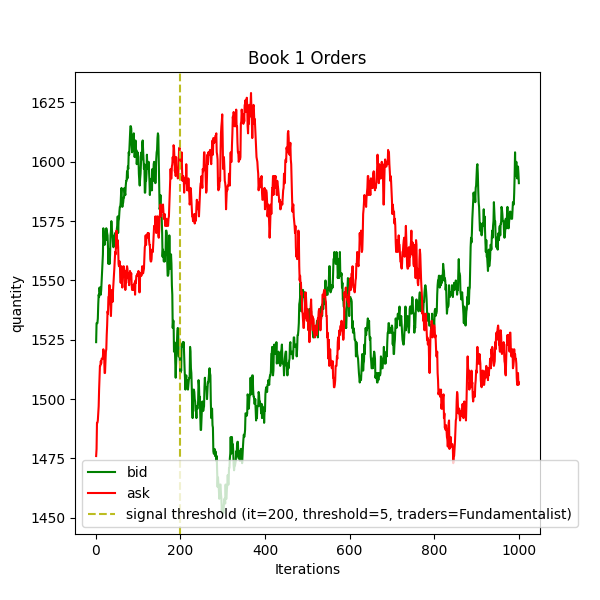 Book 1 Orders
quantity
1625
1600
1575
1550
1525
1500
1475
1450
bid
ask
signal threshold (it=200, threshold=5, traders=Fundamentalist)
0 200 400 600 800 1000
Iterations